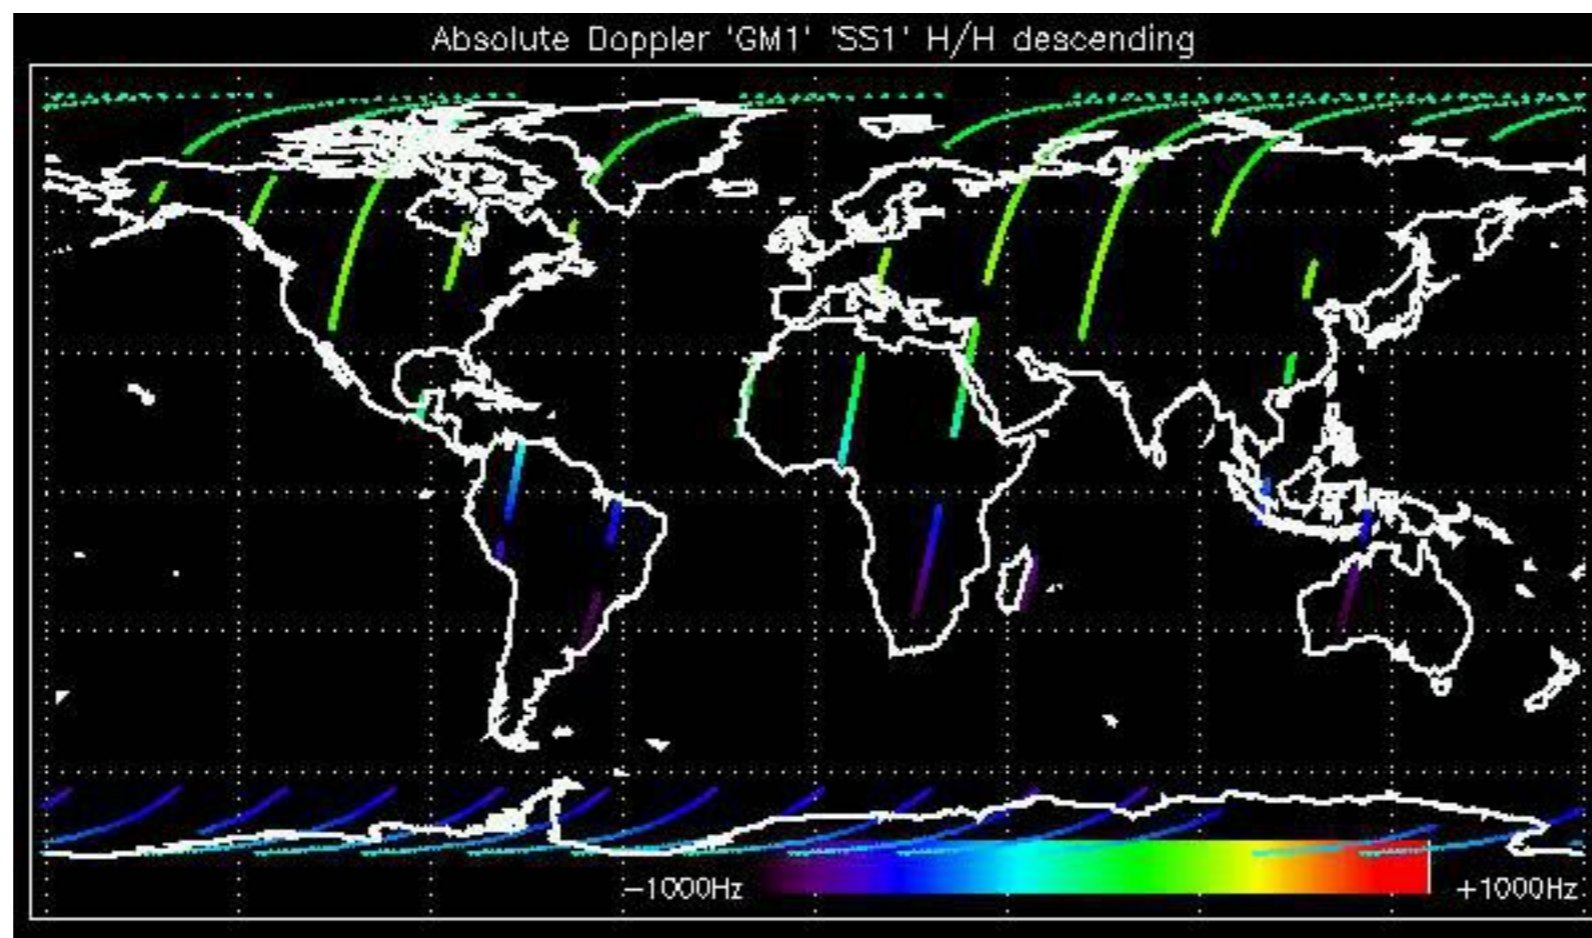 Absolute Doppler 'GM1' 'SS1' H/H descending
−1000Hz
+1000Hz